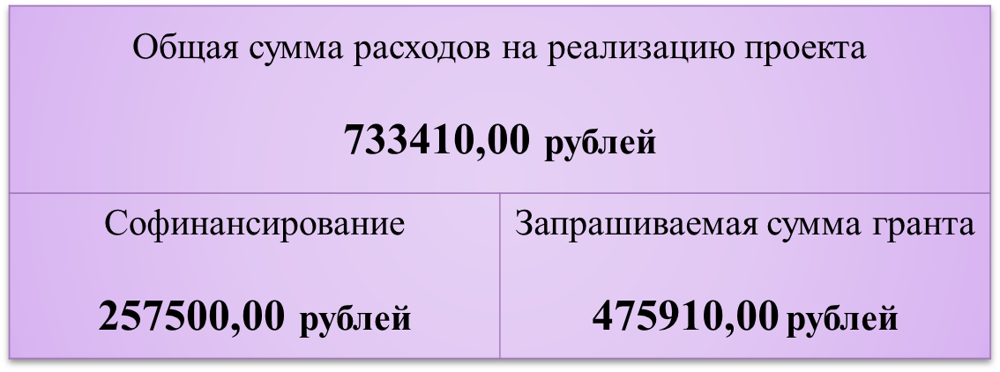 Общая сумма расходов на реализацию проекта
733410,00 рублей
Софинансирование
257500,00 рублей
Запрашиваемая сумма гранта
475910,00 рублей